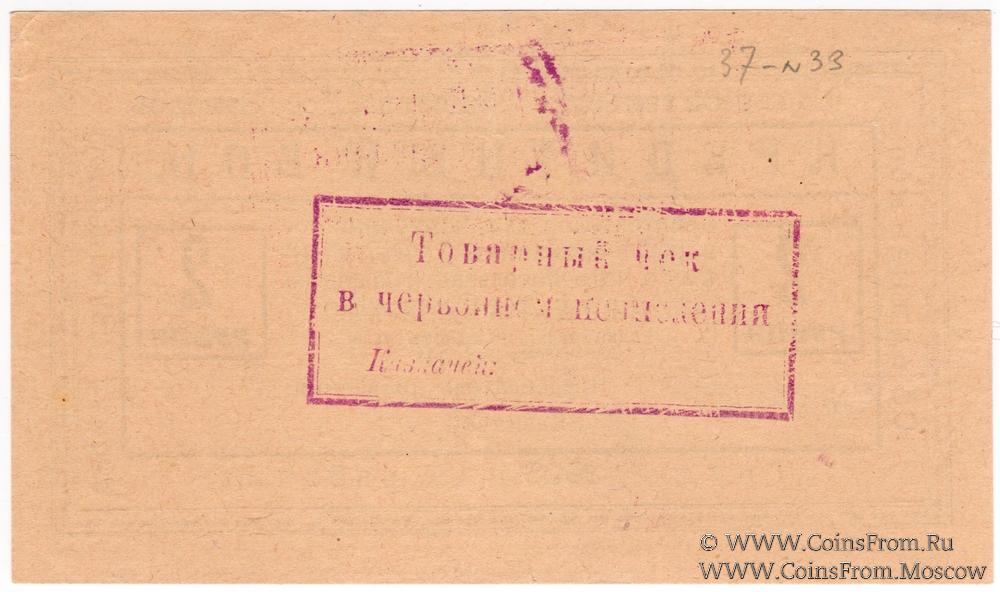 37-N33
Товарный чек
в червонном исчислении
Казначей:
© WWW.CoinsFrom.Ru
WWW.CoinsFrom.Moscow